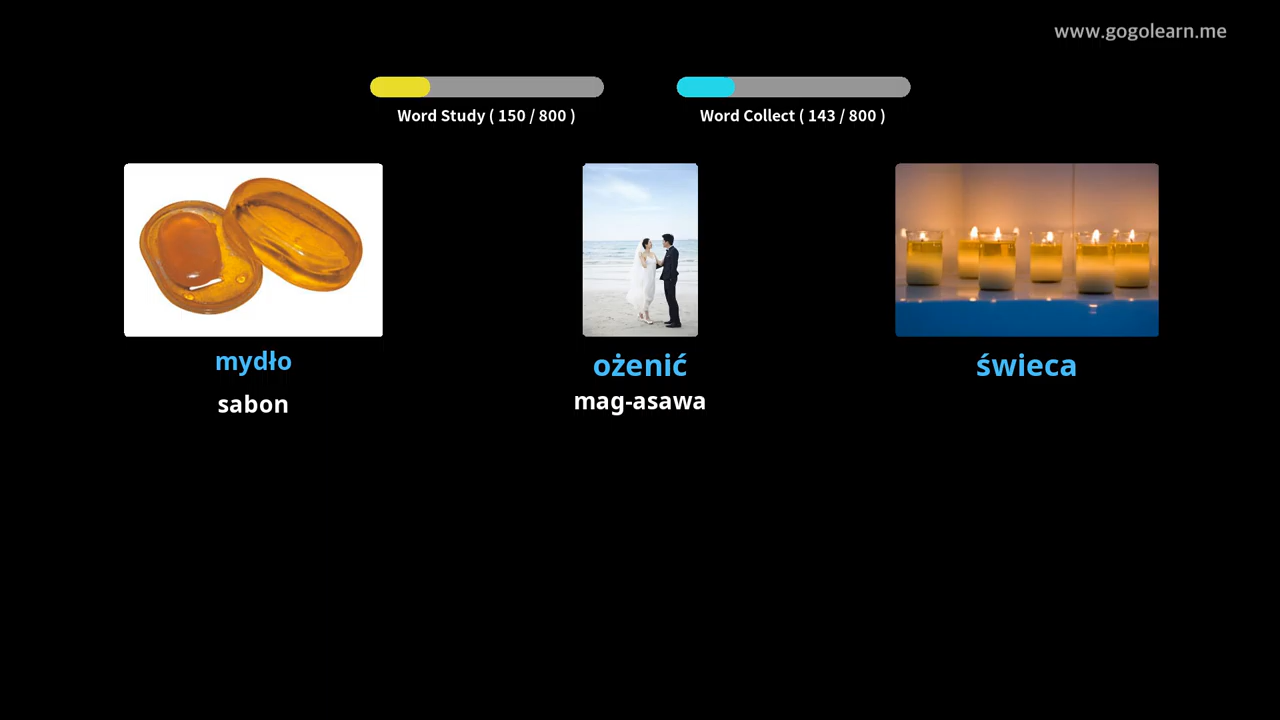 www.gogolearn.me
Word Study ( 150 / 800 )
Word Collect ( 143 / 800 )
mydło
ożenić
świeca
sabon
mag-asawa